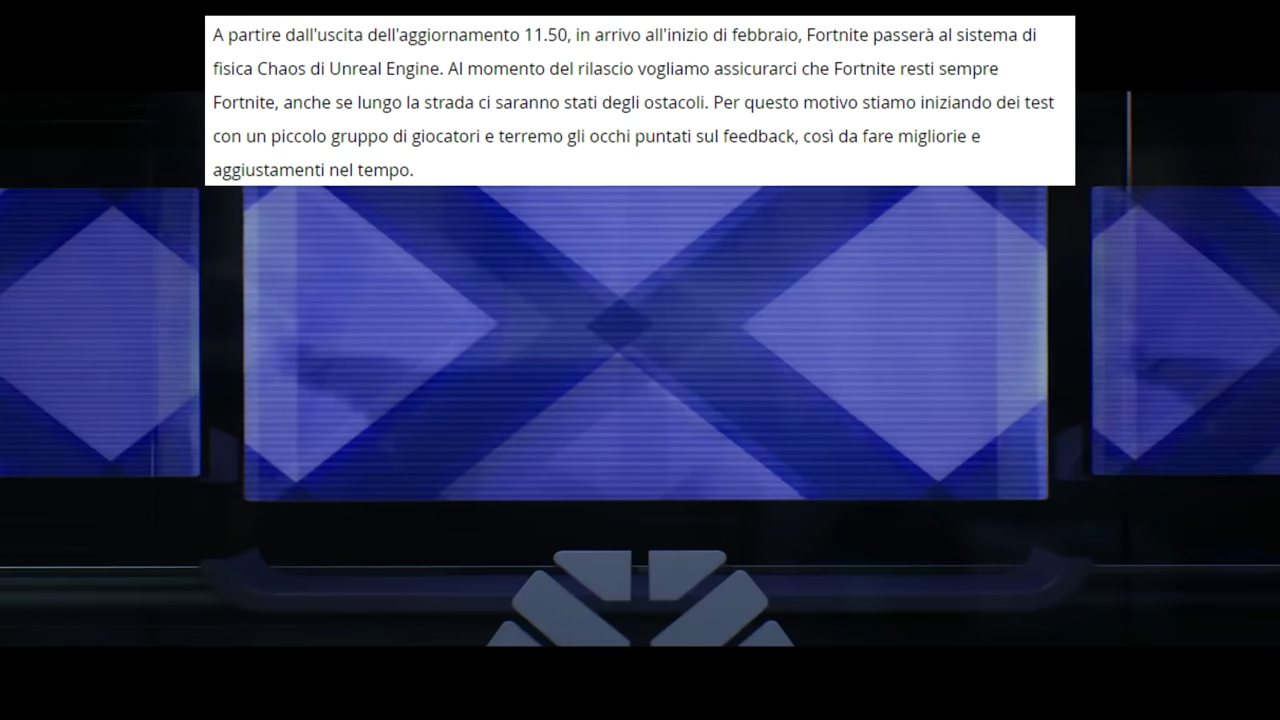 A partire dall'uscita dell'aggiornamento 11.50, in arrivo all'inizio di febbraio, Fortnite passerà al sistema di
fisica Chaos di Unreal Engine. Al momento del rilascio vogliamo assicurarci che Fortnite resti sempre
Fortnite, anche se lungo la strada ci saranno stati degli ostacoli. Per questo motivo stiamo iniziando dei test
con un piccolo gruppo di giocatori e terremo gli occhi puntati sul feedback, così da fare migliorie e
aggiustamenti nel tempo.